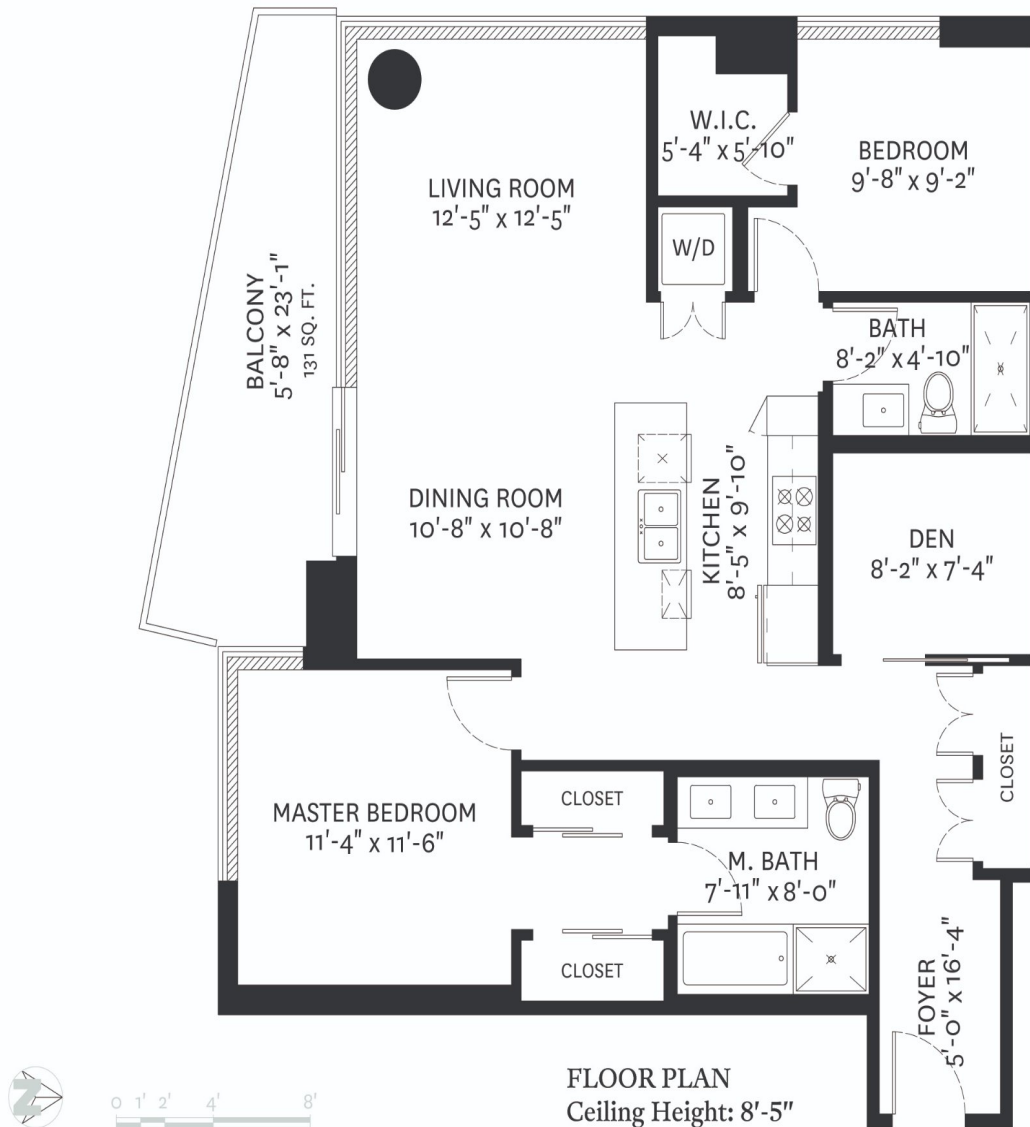 W.I.C.
5'-4" x 5'-10"
BEDROOM
9'-8" x 9'-2"
LIVING ROOM
12'-5" x 12'-5"
W/D
BALCONY
5'-8" x 23'-1"
131 SQ. FT.
BATH
8'-2" x 4'-10"
DINING ROOM
10'-8" x 10'-8"
KITCHEN
8'-5" x 9'-10"
DEN
8'-2" x 7'-4"
CLOSET
MASTER BEDROOM
11'-4" x 11'-6"
CLOSET
M. BATH
7'-11" x 8'-0"
CLOSET
FOYER
5'-0" x 16'-4"
Z
0 1' 2' 4' 8'
FLOOR PLAN
Ceiling Height: 8'-5"